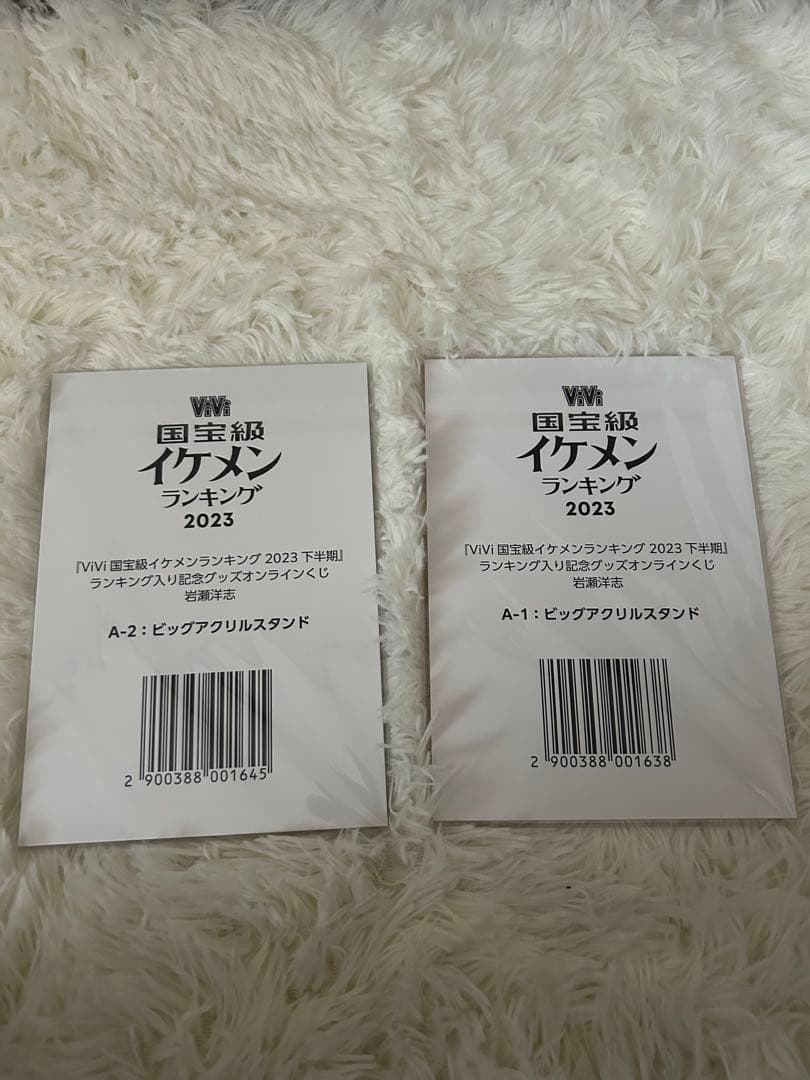 ViVi
国宝級
イケメン
ランキング
2023
『ViVi 国宝級イケメンランキング 2023 下半期』
ランキング入り記念グッズオンラインくじ
岩瀬洋志
A-2：ビッグアクリルスタンド
2 900388 001645
ViVi
国宝級
イケメン
ランキング
2023
『ViVi 国宝級イケメンランキング 2023 下半期』
ランキング入り記念グッズオンラインくじ
岩瀬洋志
A-1：ビッグアクリルスタンド
2 900388 001638